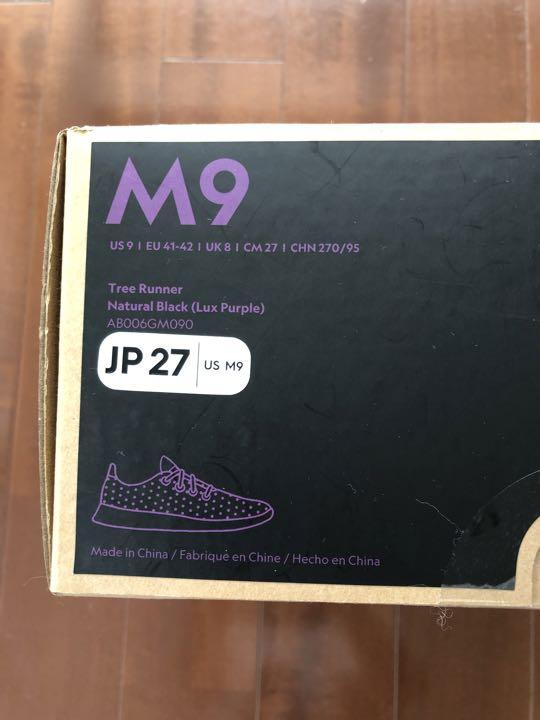 M9
US 9 | EU 41-42 | UK 8 | CM 27 | CHN 270/95
Tree Runner
Natural Black (Lux Purple)
AB006GM090
JP 27 | US M9
Made in China / Fabriqué en Chine / Hecho en China